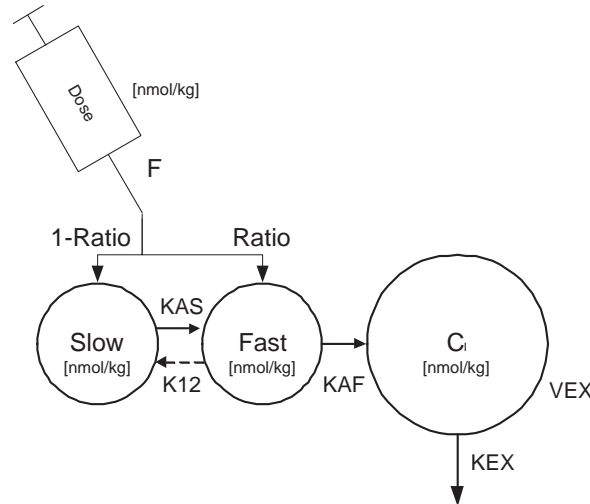 Dose
[nmol/kg]
F
1-Ratio
Ratio
KAS
Slow
[nmol/kg]
Fast
[nmol/kg]
K12
KAF
Cᵢ
[nmol/kg]
VEX
KEX